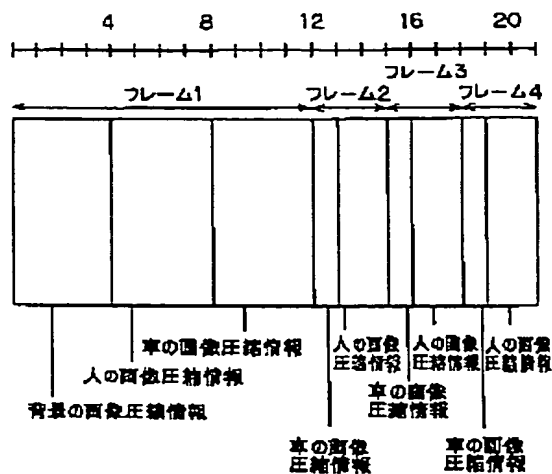 4 8 12 16 20
フレーム3
フレーム1 フレーム2 フレーム4
車の画像圧縮情報
人の画像圧縮情報
背景の画像圧縮情報
人の画像
圧縮情報
人の画像
圧縮情報
人の画像
圧縮情報
車の画像
圧縮情報
車の画像
圧縮情報
車の画像
圧縮情報